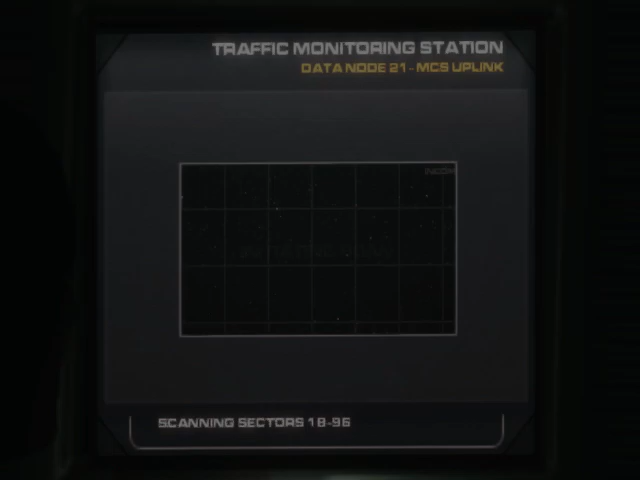 TRAFFIC MONITORING STATION
DATA NODE 21 - MCS UPLINK
SCANNING SECTORS 18-96